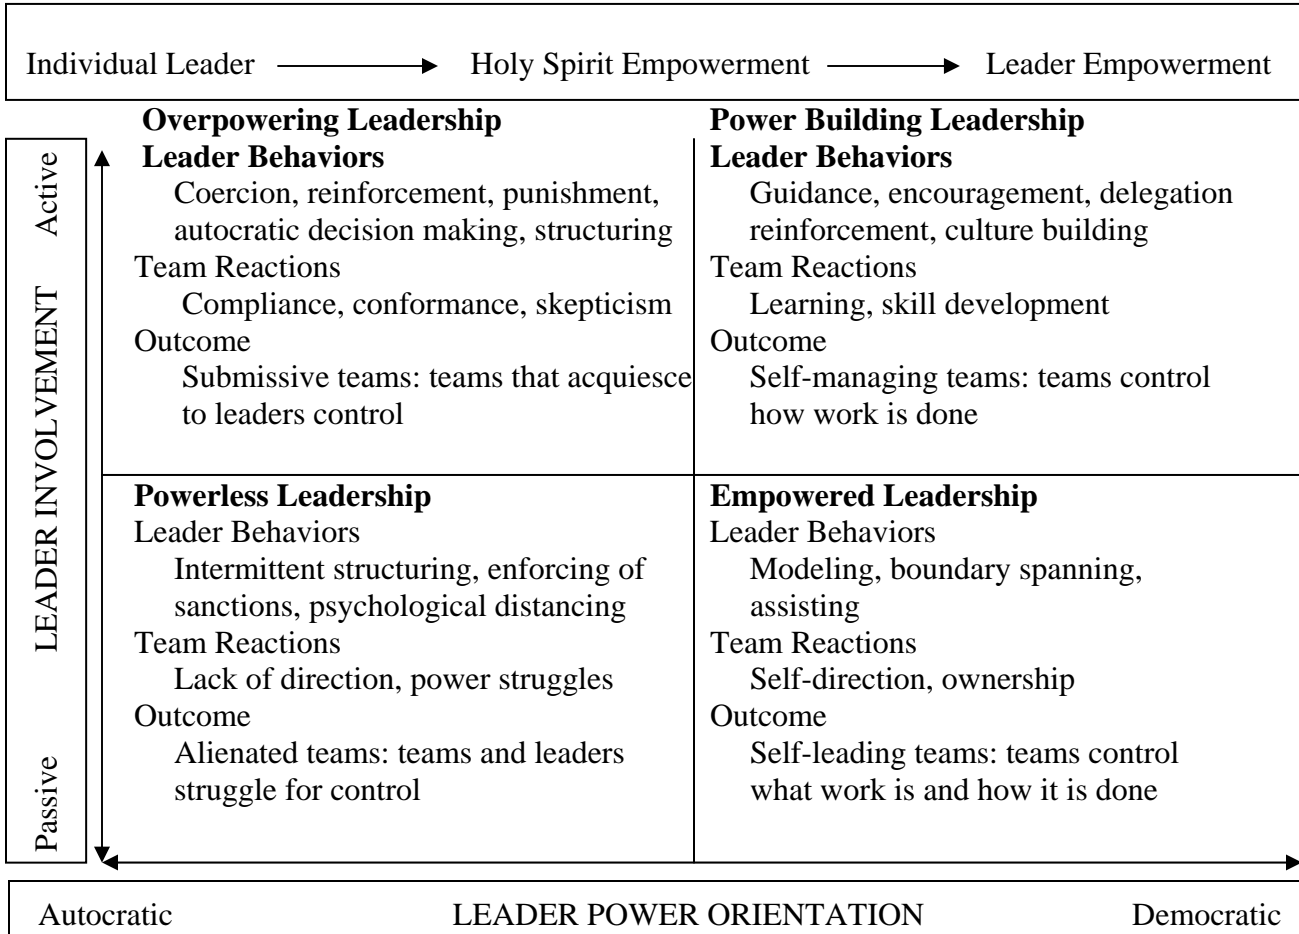 Individual Leader Holy Spirit Empowerment Leader Empowerment
Overpowering Leadership
Leader Behaviors
Coercion, reinforcement, punishment,
autocratic decision making, structuring
Team Reactions
Compliance, conformance, skepticism
Outcome
Submissive teams: teams that acquiesce
to leaders control
Power Building Leadership
Leader Behaviors
Guidance, encouragement, delegation
reinforcement, culture building
Team Reactions
Learning, skill development
Outcome
Self-managing teams: teams control
how work is done
Active
LEADER INVOLVEMENT
Passive
Powerless Leadership
Leader Behaviors
Intermittent structuring, enforcing of
sanctions, psychological distancing
Team Reactions
Lack of direction, power struggles
Outcome
Alienated teams: teams and leaders
struggle for control
Empowered Leadership
Leader Behaviors
Modeling, boundary spanning,
assisting
Team Reactions
Self-direction, ownership
Outcome
Self-leading teams: teams control
what work is and how it is done
Autocratic LEADER POWER ORIENTATION Democratic